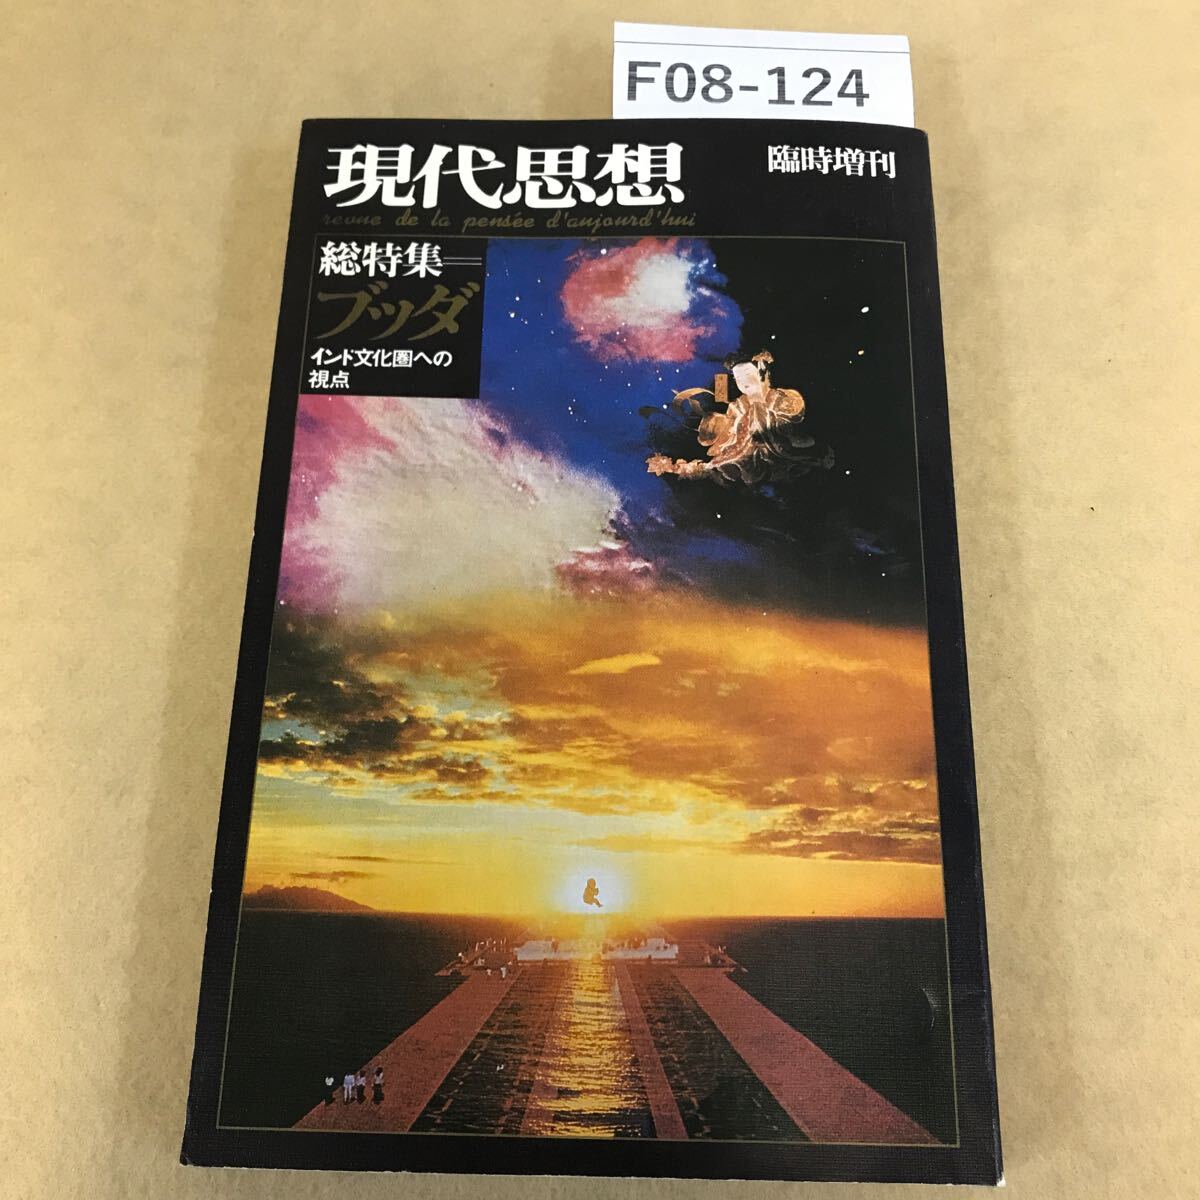 F08-124
現代思想
臨時増刊
revue de la pensée d'aujourd'hui
総特集=
ブッダ
インド文化圏への
視点